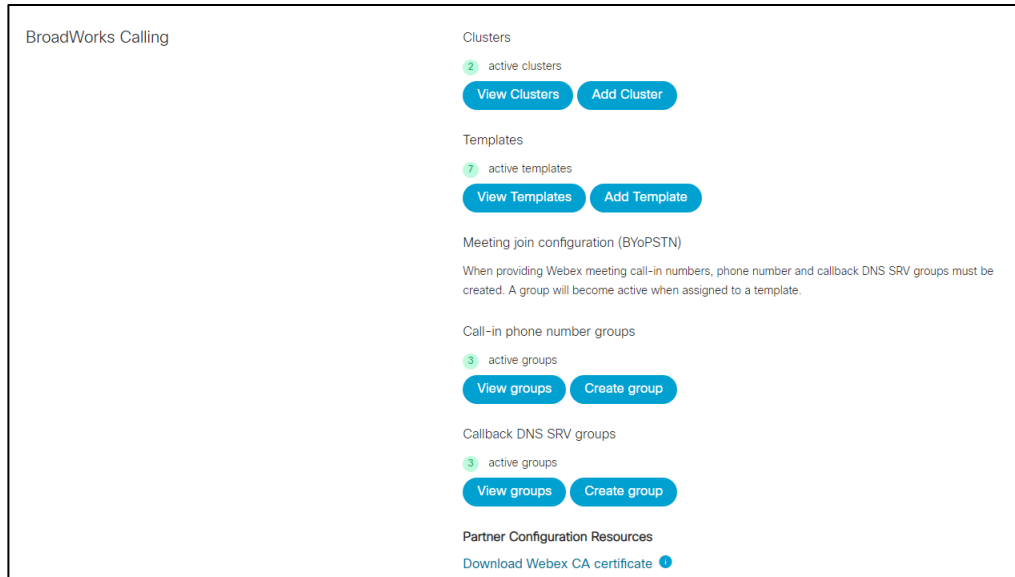 BroadWorks Calling
Clusters
2 active clusters
View Clusters Add Cluster
Templates
7 active templates
View Templates Add Template
Meeting join configuration (BYoPSTN)
When providing Webex meeting call-in numbers, phone number and callback DNS SRV groups must be
created. A group will become active when assigned to a template.
Call-in phone number groups
3 active groups
View groups Create group
Callback DNS SRV groups
3 active groups
View groups Create group
Partner Configuration Resources
Download Webex CA certificate i